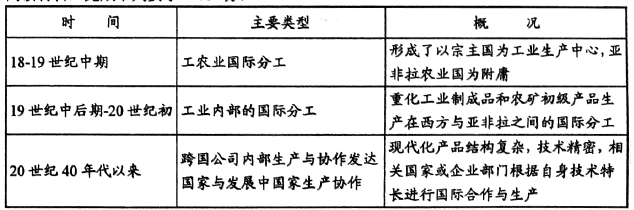 时 间
主要类型
概 况
18-19 世纪中期
工农业国际分工
形成了以宗主国为工业生产中心，亚
非拉农业国为附庸
19 世纪中后期-20 世纪初
工业内部的国际分工
重化工业制成品和农矿初级产品生
产在西方与亚非拉之间的国际分工
20 世纪 40 年代以来
跨国公司内部生产与协作发达
国家与发展中国家生产协作
现代化产品结构复杂，技术精密，相
关国家或企业部门根据自身技术特
长进行国际合作与生产